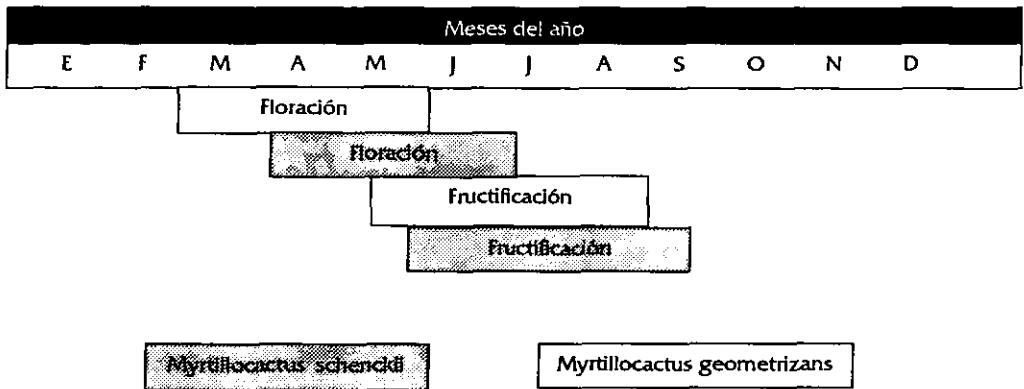 Meses del año
E F M A M J J A S O N D
Floración
Floración
Fructificación
Fructificación
Myrtillocactus schenckii Myrtillocactus geometrizans